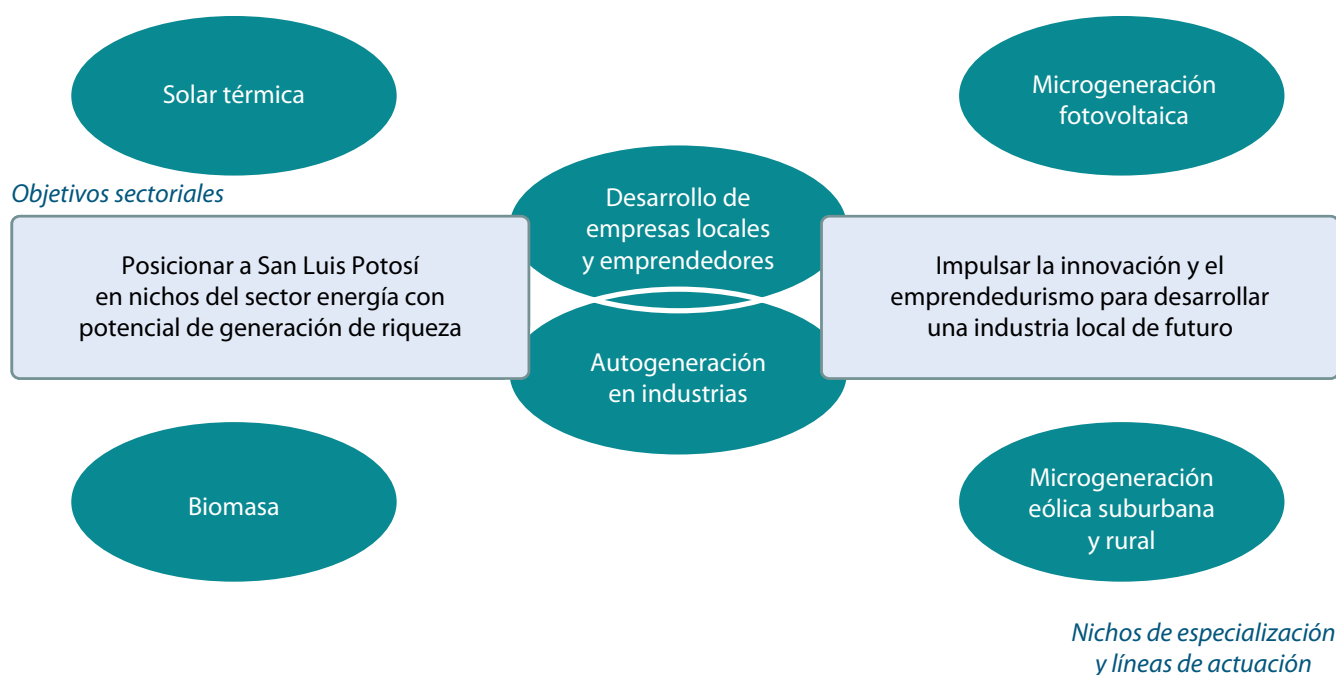 Solar térmica
Microgeneración
fotovoltaica
Objetivos sectoriales
Desarrollo de
empresas locales
y emprendedores
Posicionar a San Luis Potosí
en nichos del sector energía con
potencial de generación de riqueza
Impulsar la innovación y el
emprendedurismo para desarrollar
una industria local de futuro
Autogeneración
en industrias
Biomasa
Microgeneración
eólica suburbana
y rural
Nichos de especialización
y líneas de actuación